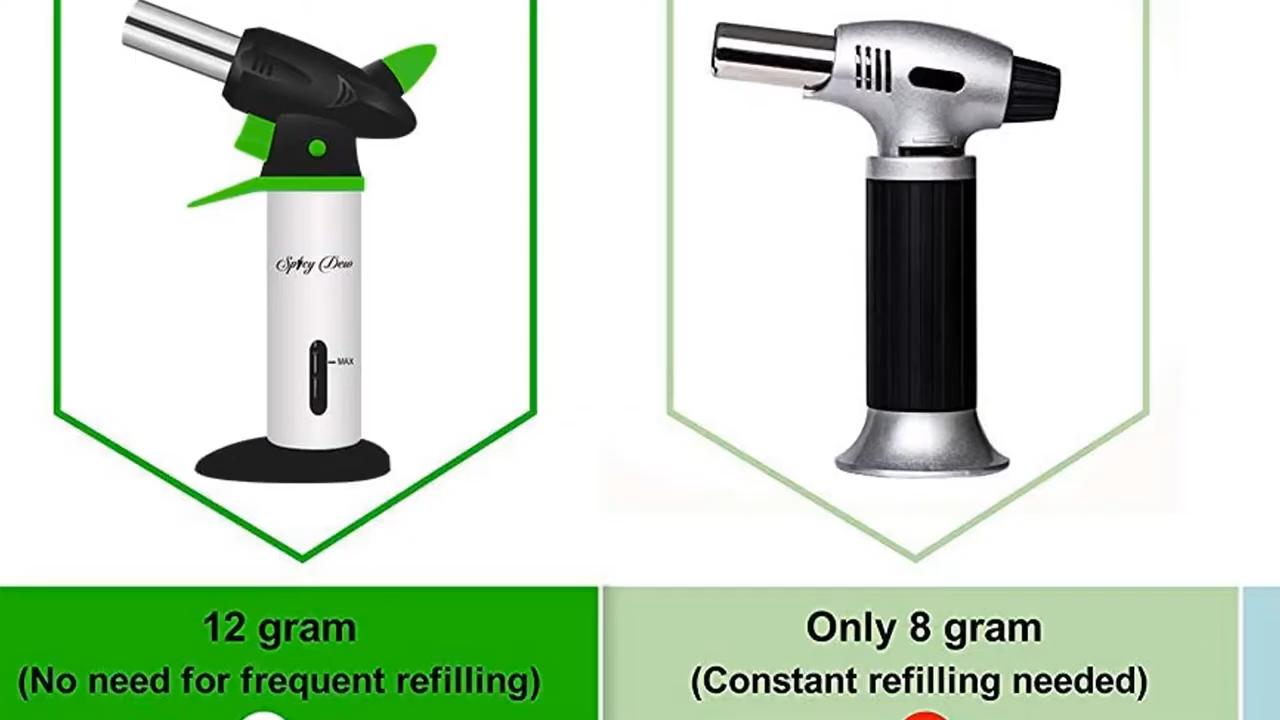 Spicy Dew
MAX
12 gram
(No need for frequent refilling)
Only 8 gram
(Constant refilling needed)